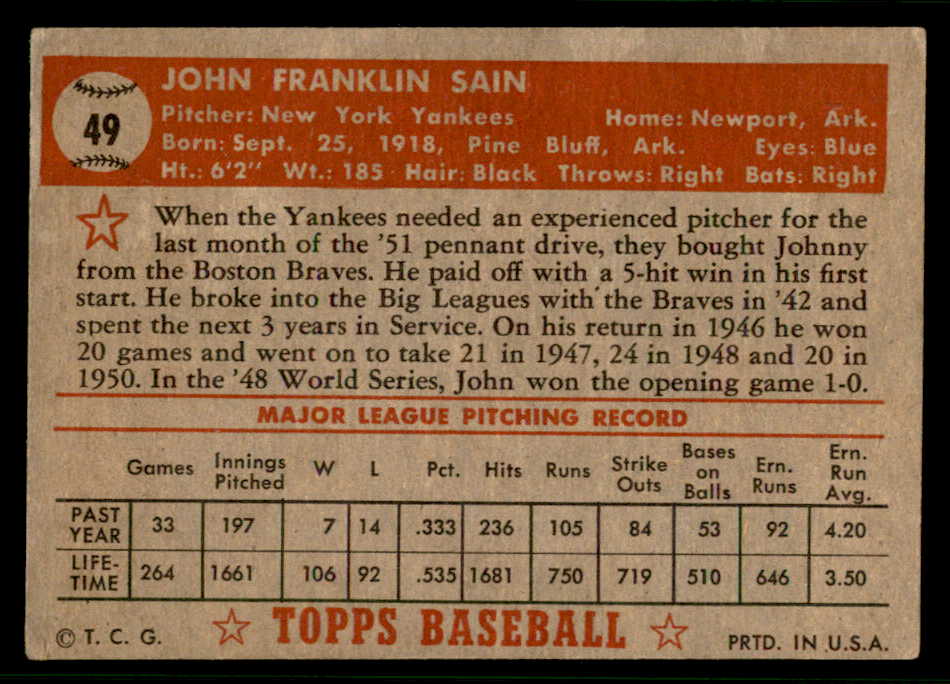 49
JOHN FRANKLIN SAIN
Pitcher: New York Yankees Home: Newport, Ark.
Born: Sept. 25, 1918, Pine Bluff, Ark. Eyes: Blue
Ht.: 6'2" Wt.: 185 Hair: Black Throws: Right Bats: Right
When the Yankees needed an experienced pitcher for the
last month of the '51 pennant drive, they bought Johnny
from the Boston Braves. He paid off with a 5-hit win in his first
start. He broke into the Big Leagues with the Braves in '42 and
spent the next 3 years in Service. On his return in 1946 he won
20 games and went on to take 21 in 1947, 24 in 1948 and 20 in
1950. In the '48 World Series, John won the opening game 1-0.
MAJOR LEAGUE PITCHING RECORD
Games Innings Pitched W L Pct. Hits Runs Strike Outs Bases on Balls Ern. Runs Ern. Run Avg.
PAST YEAR 33 197 7 14 .333 236 105 84 53 92 4.20
LIFE-TIME 264 1661 106 92 .535 1681 750 719 510 646 3.50
© T. C. G. TOPPS BASEBALL PRTD. IN U.S.A.